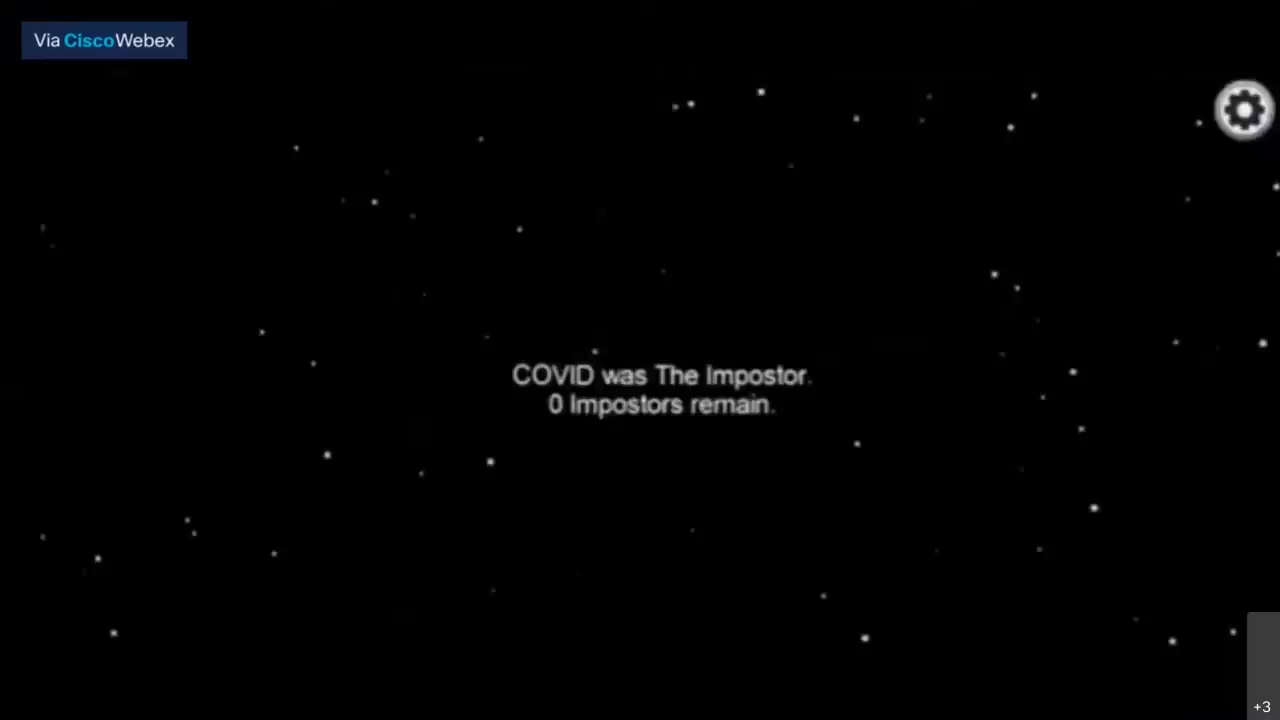 Via CiscoWebex
COVID was The Impostor.
0 Impostors remain.
+3